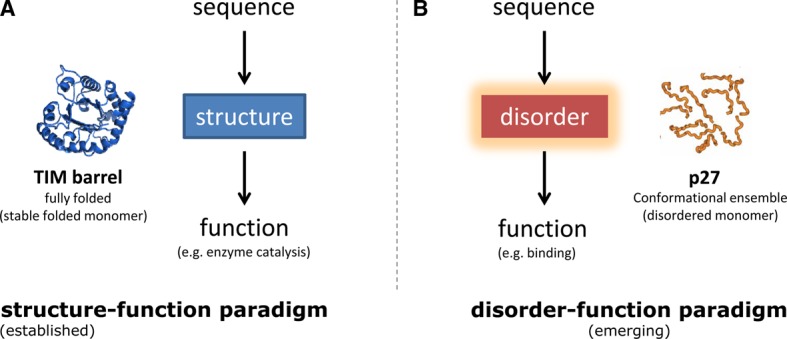 A
sequence
structure
TIM barrel
fully folded
(stable folded monomer)
function
(e.g. enzyme catalysis)
structure-function paradigm
(established)
B
sequence
disorder
p27
Conformational ensemble
(disordered monomer)
function
(e.g. binding)
disorder-function paradigm
(emerging)